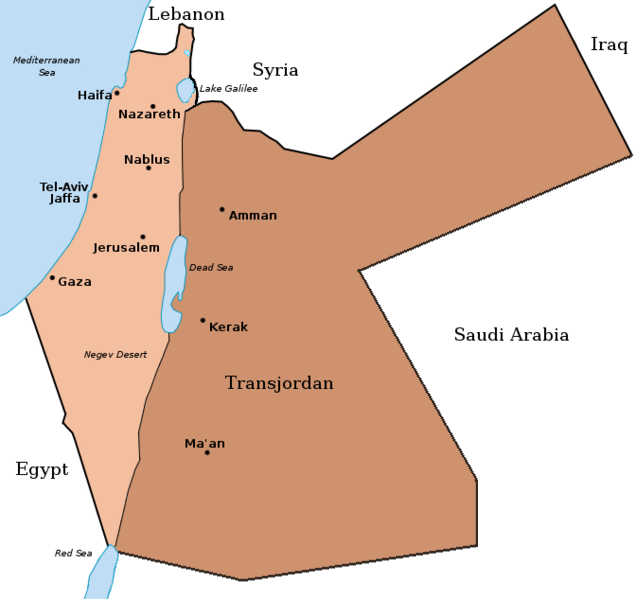 Lebanon
Iraq
Mediterranean
Sea
Syria
Lake Galilee
Haifa
Nazareth
Nablus
Tel-Aviv
Jaffa
Amman
Jerusalem
Dead Sea
Gaza
Kerak
Saudi Arabia
Negev Desert
Transjordan
Ma'an
Egypt
Red Sea